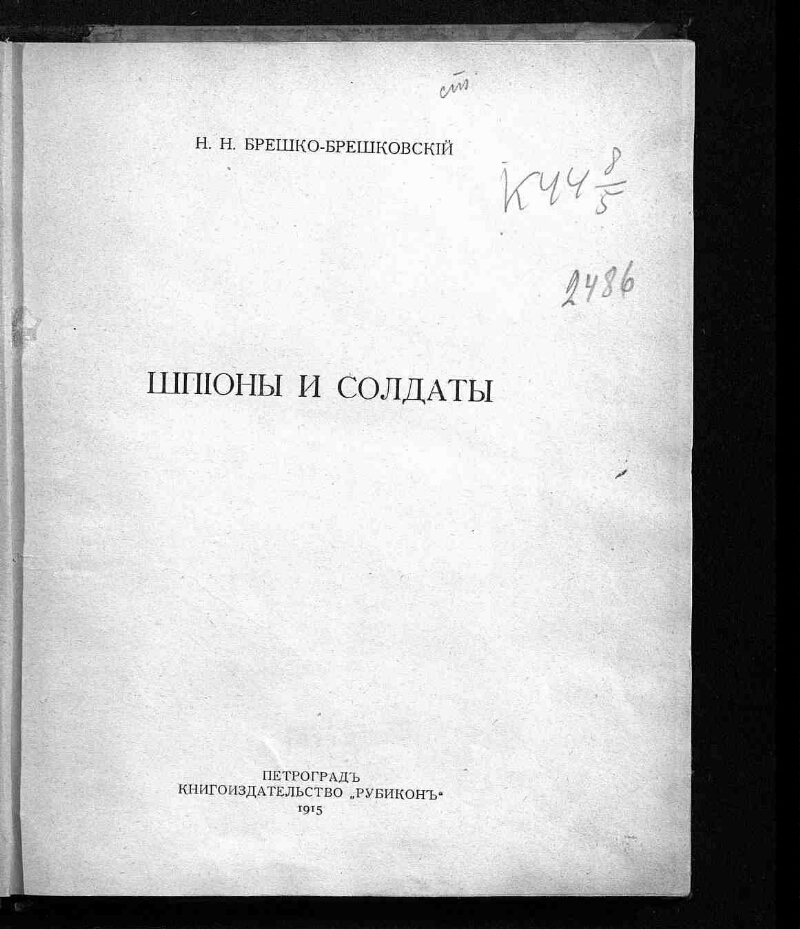 Н. Н. БРЕШКО-БРЕШКОВСКІЙ
К44 8/5
2486
ШПІОНЫ И СОЛДАТЫ
ПЕТРОГРАДЪ
КНИГОИЗДАТЕЛЬСТВО „РУБИКОНЪ“
1915